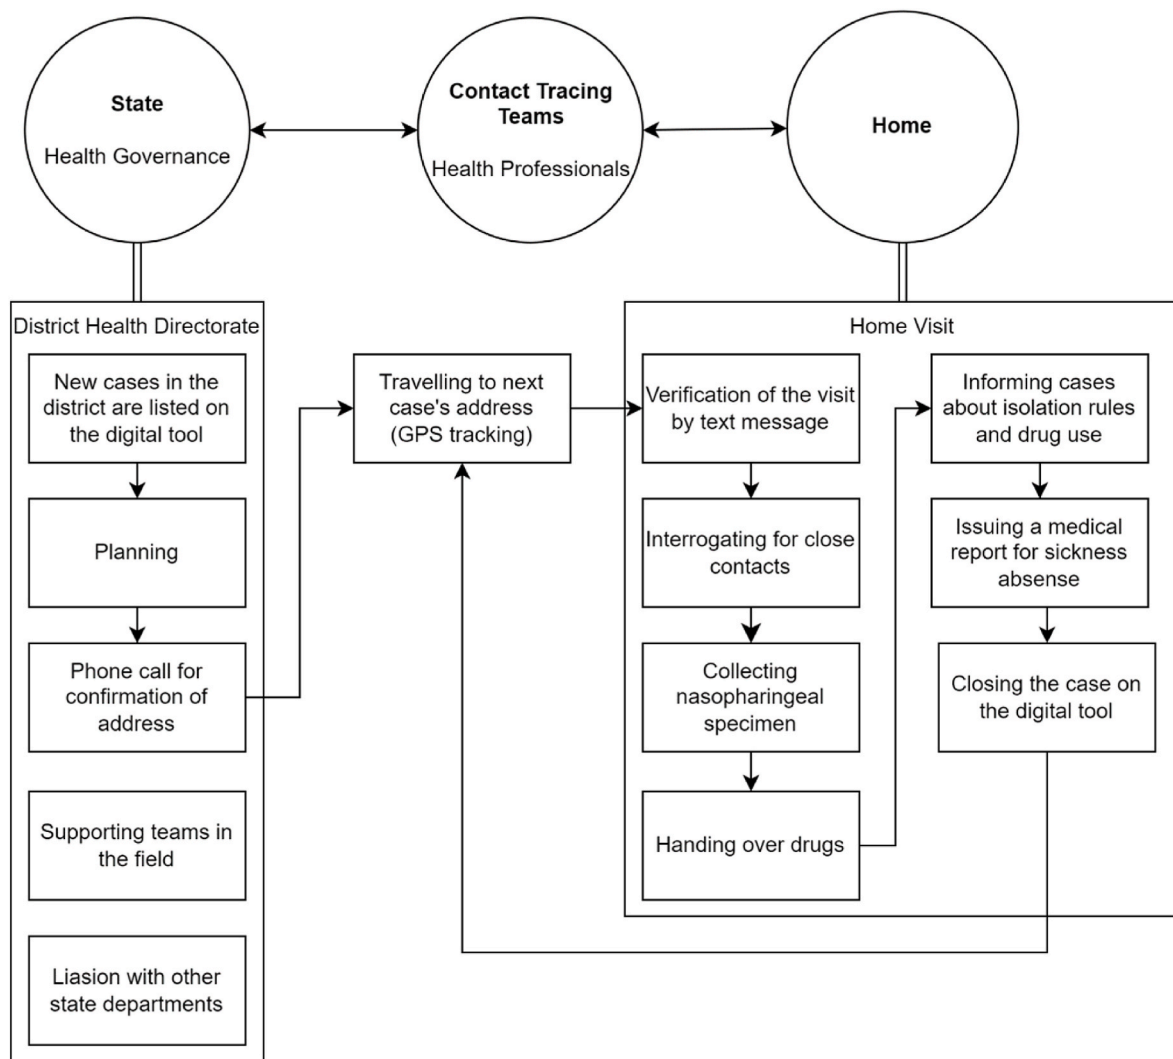 State
Health Governance
Contact Tracing
Teams
Health Professionals
Home
District Health Directorate
New cases in the
district are listed on
the digital tool
Planning
Phone call for
confirmation of
address
Supporting teams in
the field
Liasion with other
state departments
Travelling to next
case's address
(GPS tracking)
Home Visit
Verification of the visit
by text message
Interrogating for close
contacts
Collecting
nasopharingeal
specimen
Handing over drugs
Informing cases
about isolation rules
and drug use
Issuing a medical
report for sickness
absense
Closing the case on
the digital tool